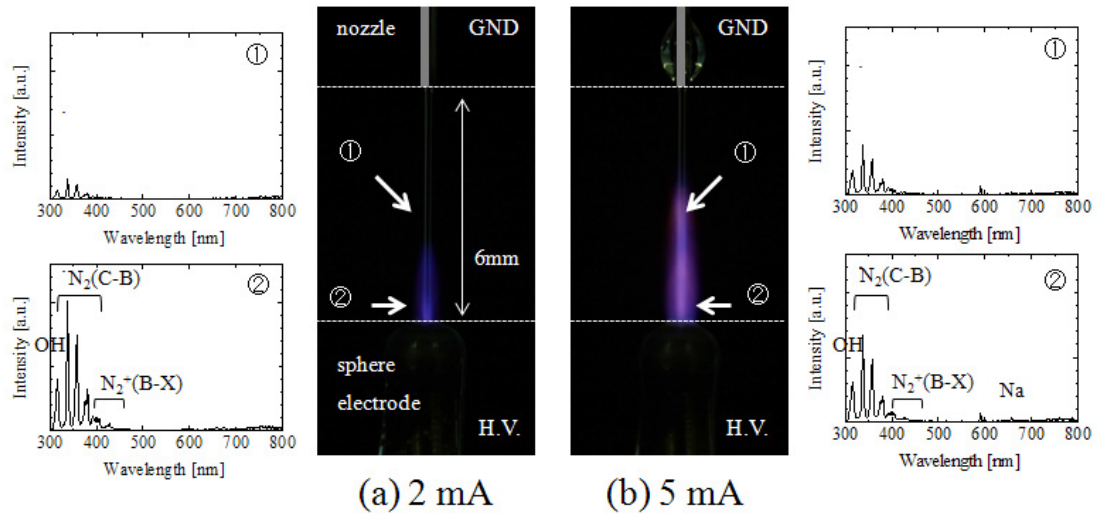 ①
Intensity [a.u.]
300 400 500 600 700 800
Wavelength [nm]
②
N₂(C-B)
OH
N₂⁺(B-X)
Intensity [a.u.]
300 400 500 600 700 800
Wavelength [nm]
nozzle GND
①
6mm
②
sphere
electrode
H.V.
(a) 2 mA
GND
①
②
H.V.
(b) 5 mA
①
Intensity [a.u.]
300 400 500 600 700 800
Wavelength [nm]
②
N₂(C-B)
OH
N₂⁺(B-X)
Na
Intensity [a.u.]
300 400 500 600 700 800
Wavelength [nm]